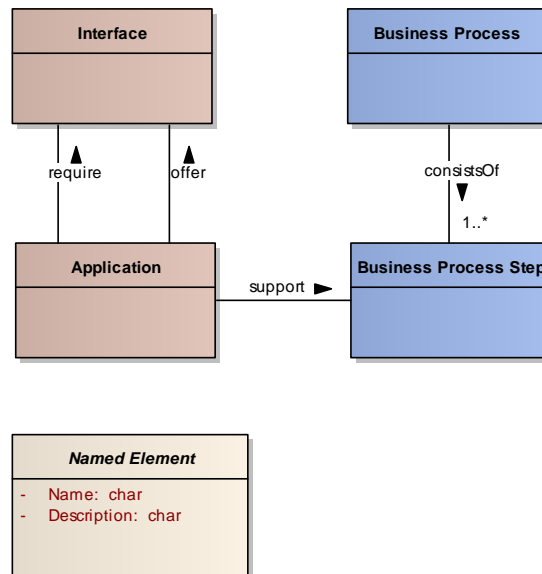 Interface
Business Process
require
offer
consistsOf
1..*
Application
support
Business Process Step
Named Element
- Name: char
- Description: char